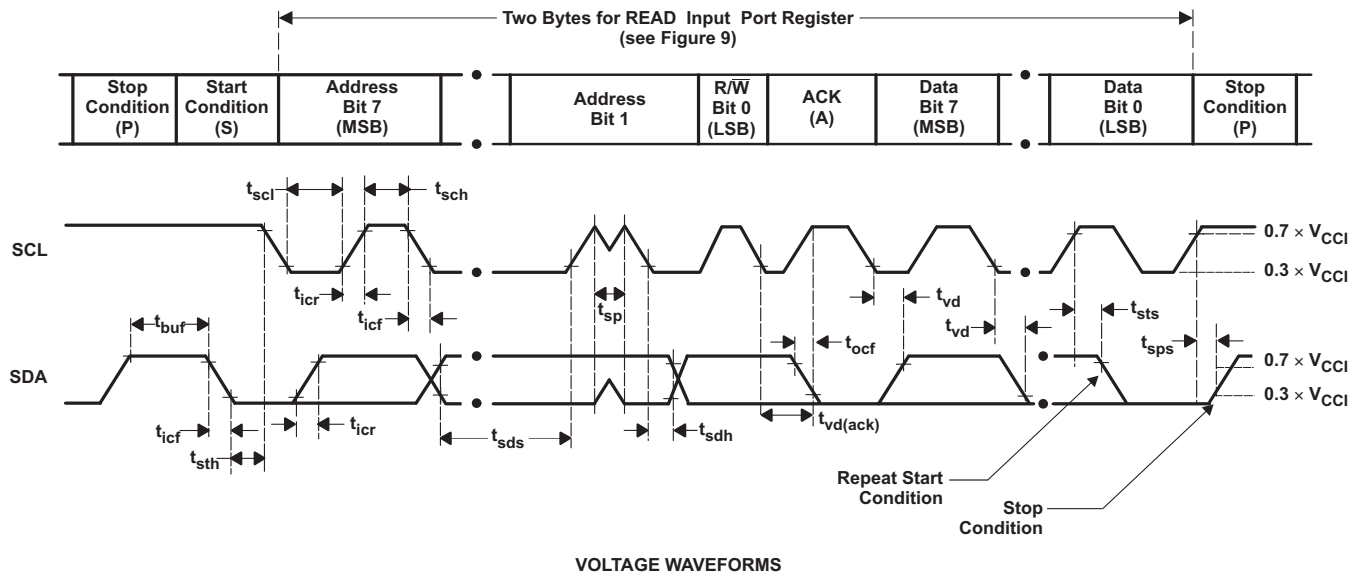 Two Bytes for READ Input Port Register
(see Figure 9)
Stop
Condition
(P)
Start
Condition
(S)
Address
Bit 7
(MSB)
Address
Bit 1
R/W̅
Bit 0
(LSB)
ACK
(A)
Data
Bit 7
(MSB)
Data
Bit 0
(LSB)
Stop
Condition
(P)
tscl
tsch
SCL
0.7 × VCCI
0.3 × VCCI
ticr
ticf
tsp
tvd
tvd
tsts
tbuf
tocf
tsps
SDA
0.7 × VCCI
0.3 × VCCI
ticf
ticr
tsth
tsds
tsdh
tvd(ack)
Repeat Start
Condition
Stop
Condition
VOLTAGE WAVEFORMS